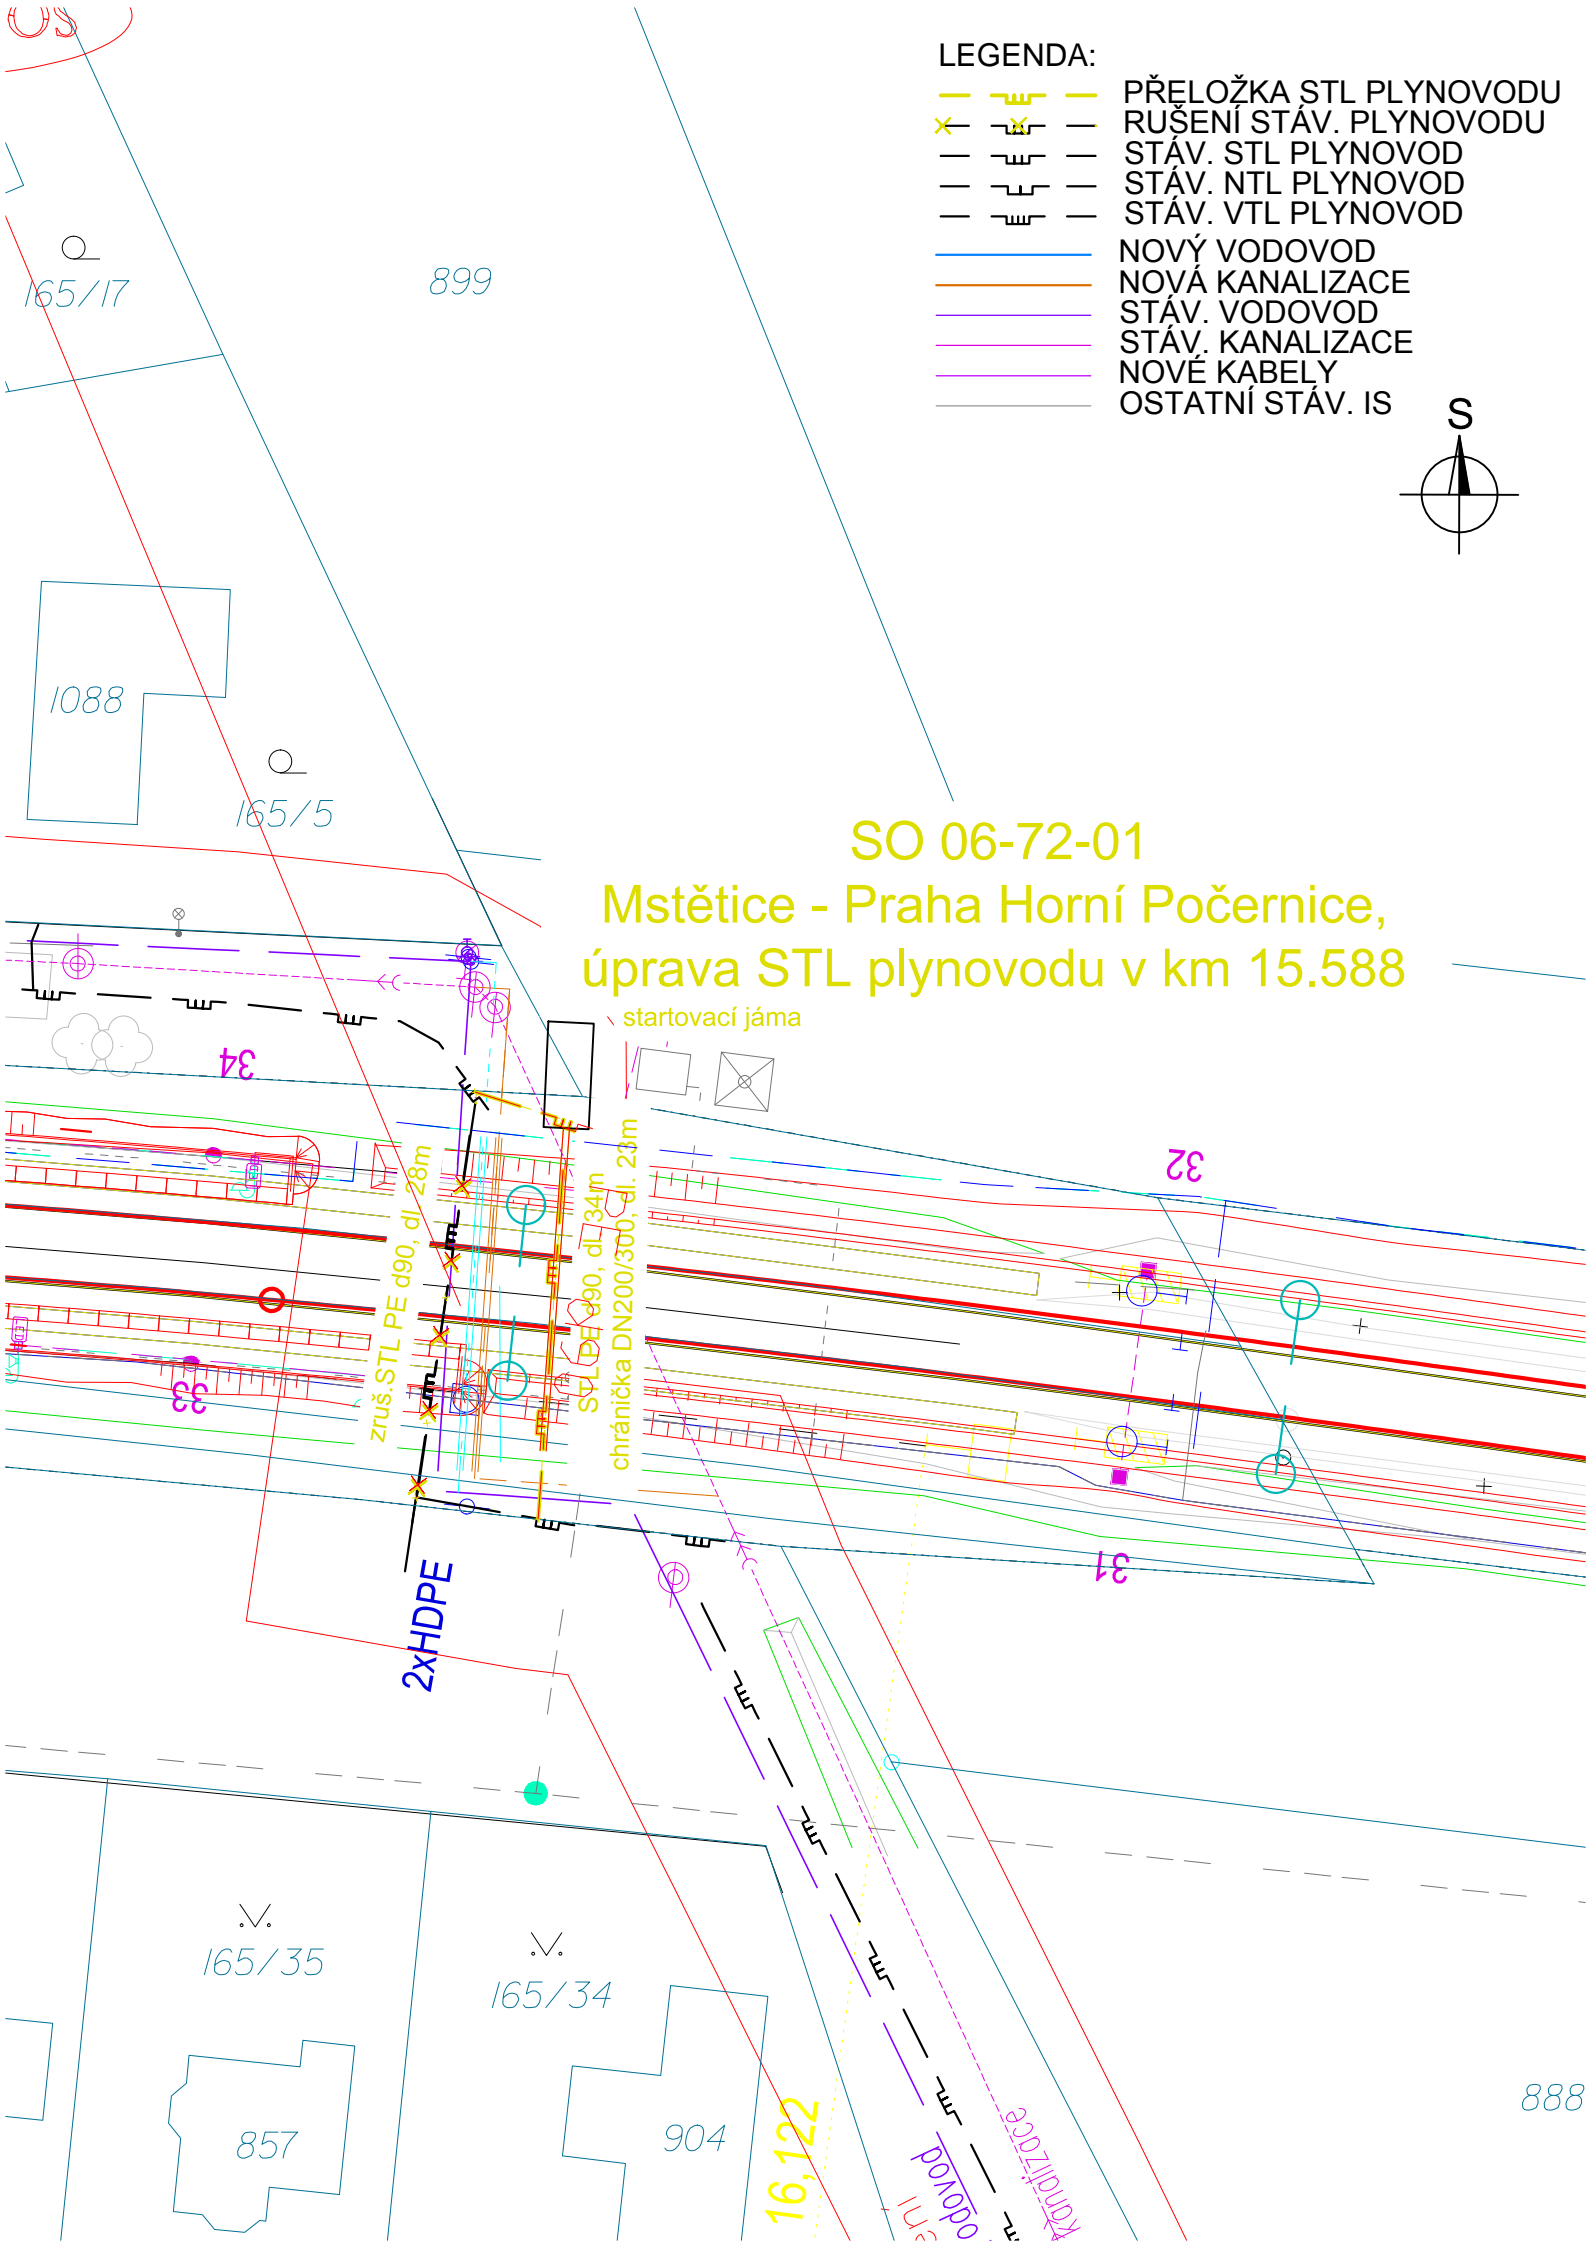 OS
LEGENDA:
PŘELOŽKA STL PLYNOVODU
RUŠENÍ STÁV. PLYNOVODU
STÁV. STL PLYNOVOD
STÁV. NTL PLYNOVOD
STÁV. VTL PLYNOVOD
NOVÝ VODOVOD
NOVÁ KANALIZACE
STÁV. VODOVOD
STÁV. KANALIZACE
NOVÉ KABELY
OSTATNÍ STÁV. IS
S
165/17
899
1088
165/5
SO 06-72-01
Mstětice - Praha Horní Počernice,
úprava STL plynovodu v km 15.588
startovací jáma
34
32
zruš.STL PE d90, dl. 28m
STL PE d90, dl. 34m
chránička DN200/300, dl. 23m
33
31
2xHDPE
165/35
165/34
857
904
888
16,122
odovod
kanalizace
ení